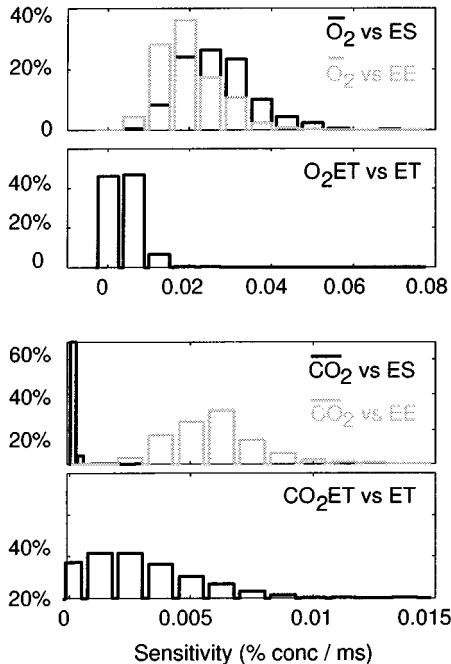 40%
20%
0
O̅2 vs ES
O̅2 vs EE
40%
20%
0
O2ET vs ET
0 0.02 0.04 0.06 0.08
60%
40%
20%
C̅O̅2 vs ES
C̅O̅2 vs EE
40%
20%
CO2ET vs ET
0 0.005 0.01 0.015
Sensitivity (% conc / ms)